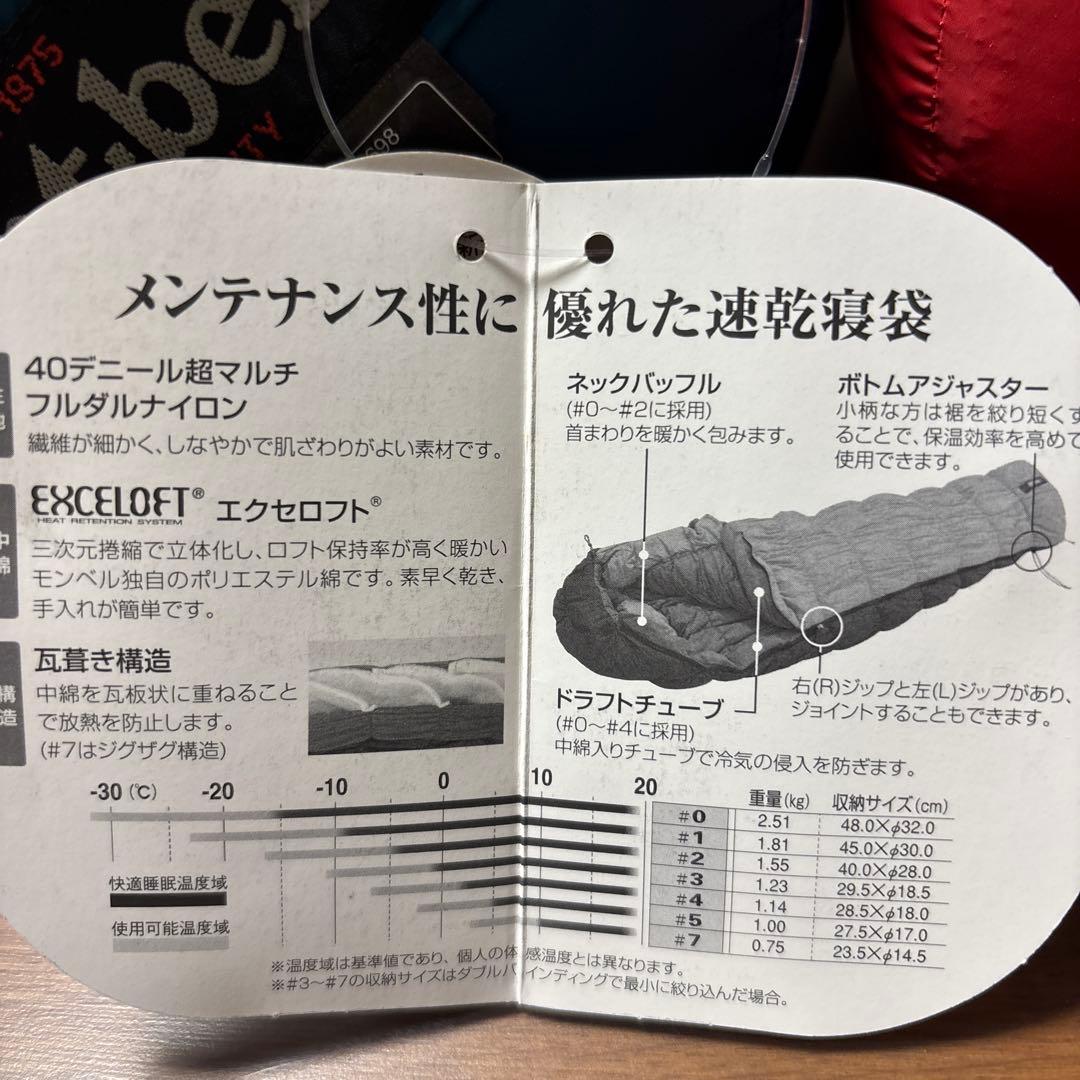 1975
t.be
TY
698
メンテナンス性に優れた速乾寝袋
40デニール超マルチ
フルダルナイロン
繊維が細かく、しなやかで肌ざわりがよい素材です。
中綿
EXCELOFT® エクセロフト®
HEAT RETENTION SYSTEM
三次元捲縮で立体化し、ロフト保持率が高く暖かい
モンベル独自のポリエステル綿です。素早く乾き、
手入れが簡単です。
構造
瓦葺き構造
中綿を瓦板状に重ねること
で放熱を防止します。
(#7はジグザグ構造)
ネックバッフル
(#0〜#2に採用)
首まわりを暖かく包みます。
ボトムアジャスター
小柄な方は裾を絞り短くす
ることで、保温効率を高めて
使用できます。
ドラフトチューブ
(#0〜#4に採用)
中綿入りチューブで冷気の侵入を防ぎます。
右(R)ジップと左(L)ジップがあり、
ジョイントすることもできます。
-30 (℃) -20 -10 0 10 20
快適睡眠温度域
使用可能温度域
重量(kg) 収納サイズ(cm)
#0 2.51 48.0×φ32.0
#1 1.81 45.0×φ30.0
#2 1.55 40.0×φ28.0
#3 1.23 29.5×φ18.5
#4 1.14 28.5×φ18.0
#5 1.00 27.5×φ17.0
#7 0.75 23.5×φ14.5
※温度域は基準値であり、個人の体感温度とは異なります。
※#3〜#7の収納サイズはダブルバインディングで最小に絞り込んだ場合。